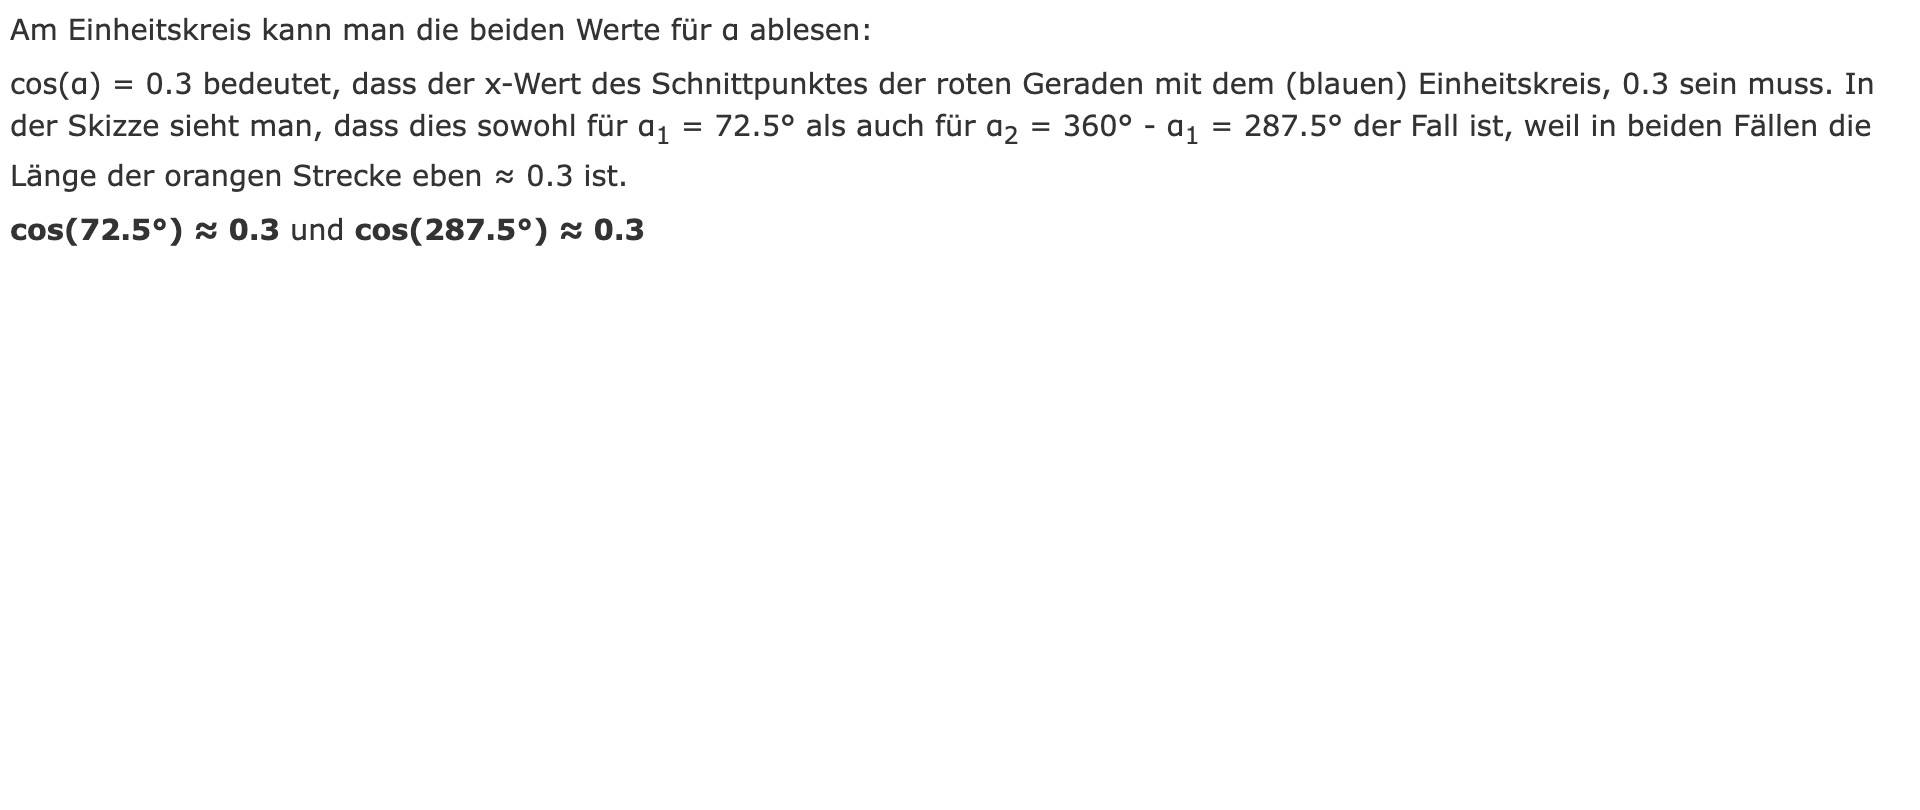 Am Einheitskreis kann man die beiden Werte für α ablesen:
cos(α) = 0.3 bedeutet, dass der x-Wert des Schnittpunktes der roten Geraden mit dem (blauen) Einheitskreis, 0.3 sein muss. In
der Skizze sieht man, dass dies sowohl für α₁ = 72.5° als auch für α₂ = 360° - α₁ = 287.5° der Fall ist, weil in beiden Fällen die
Länge der orangen Strecke eben ≈ 0.3 ist.
cos(72.5°) ≈ 0.3 und cos(287.5°) ≈ 0.3